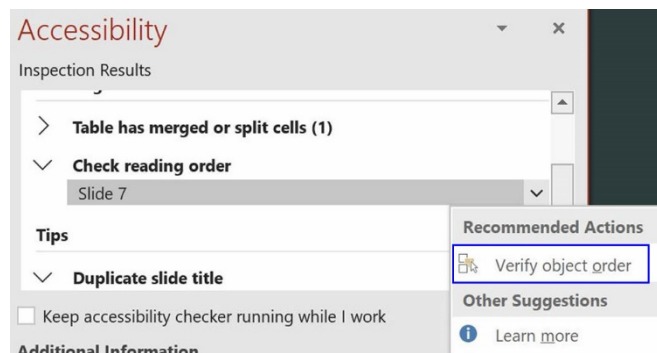 Accessibility
Inspection Results
Table has merged or split cells (1)
Check reading order
Slide 7
Tips
Duplicate slide title
Keep accessibility checker running while I work
Additional Information
Recommended Actions
Verify object order
Other Suggestions
Learn more